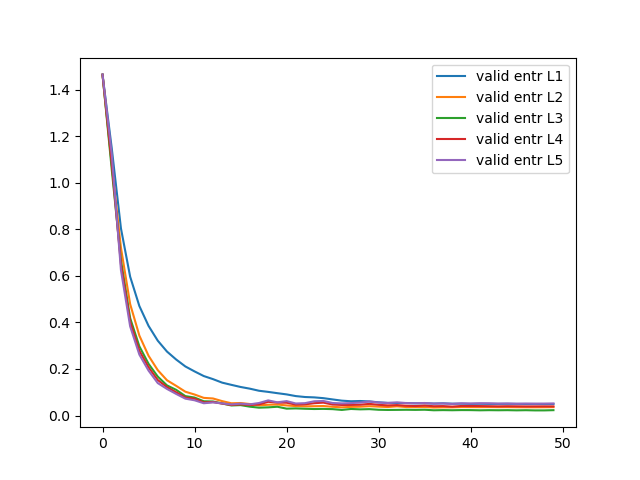 1.4
1.2
1.0
0.8
0.6
0.4
0.2
0.0
0
10
20
30
40
50
valid entr L1
valid entr L2
valid entr L3
valid entr L4
valid entr L5